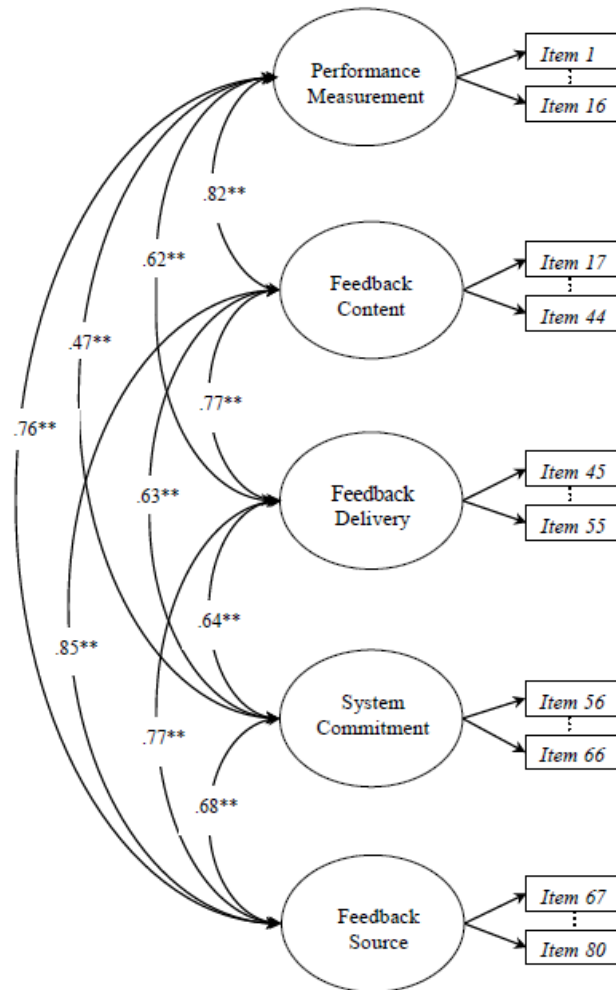 Performance
Measurement
Item 1
Item 16
.82**
.62**
Feedback
Content
Item 17
Item 44
.47**
.77**
.76**
.63**
Feedback
Delivery
Item 45
Item 55
.64**
.85**
System
Commitment
Item 56
Item 66
.77**
.68**
Feedback
Source
Item 67
Item 80